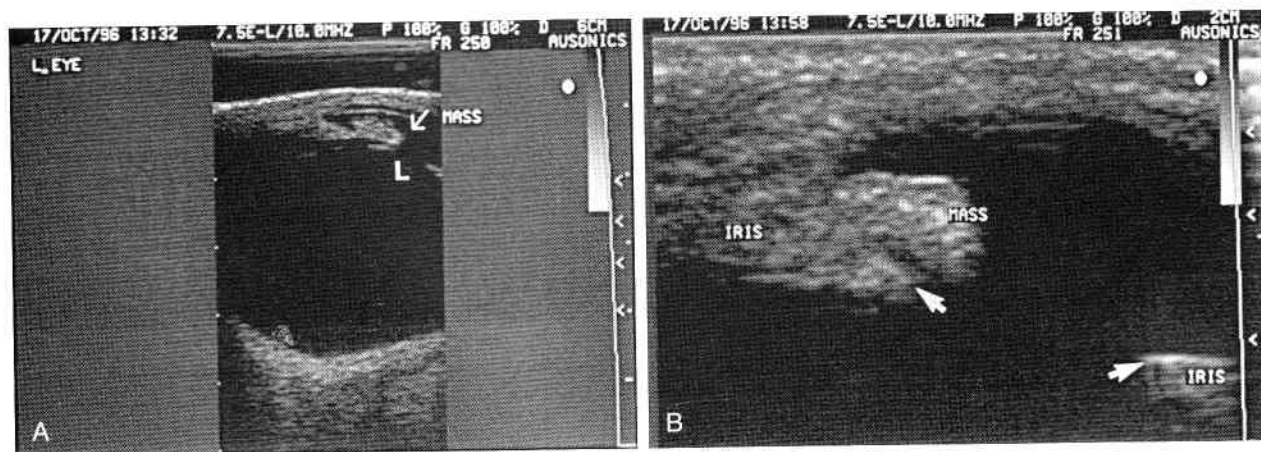 17/OCT/96 13:32 7.5E-L/10.0MHZ P 100% G 100% D 6CM
FR 250 AUSONICS
L. EYE
MASS
L
A
17/OCT/96 13:58 7.5E-L/10.0MHZ P 100% G 100% D 2CM
FR 251 AUSONICS
MASS
IRIS
IRIS
B